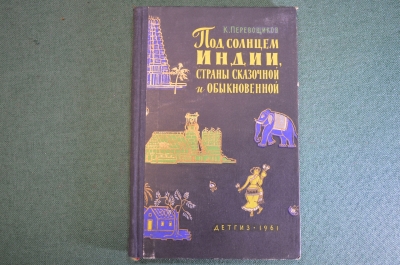 К. ПЕРЕВОЩИКОВ
ПОД СОЛНЦЕМ
ИНДИИ,
СТРАНЫ СКАЗОЧНОЙ
И ОБЫКНОВЕННОЙ
ДЕТГИЗ • 1961